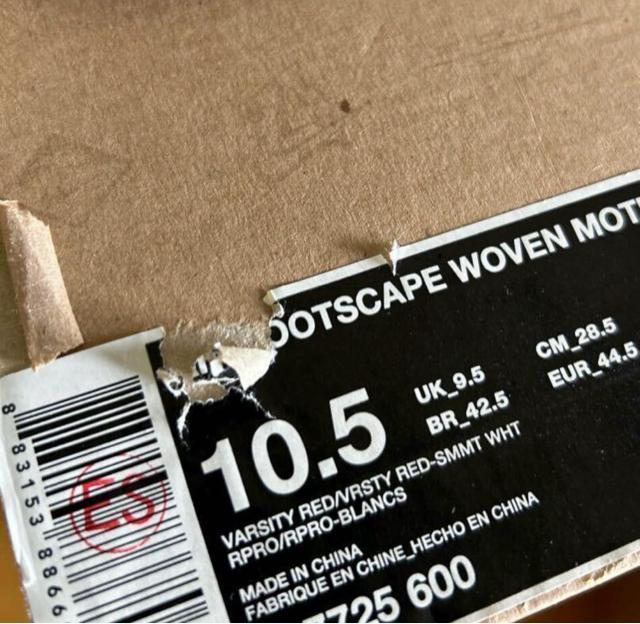 OOTSCAPE WOVEN MOT
10.5
UK_9.5
CM_28.5
BR_42.5
EUR_44.5
VARSITY RED/VRSTY RED-SMMT WHT
RPRO/RPRO-BLANCS
MADE IN CHINA
FABRIQUE EN CHINE_HECHO EN CHINA
725 600
8 83153 8866
ES